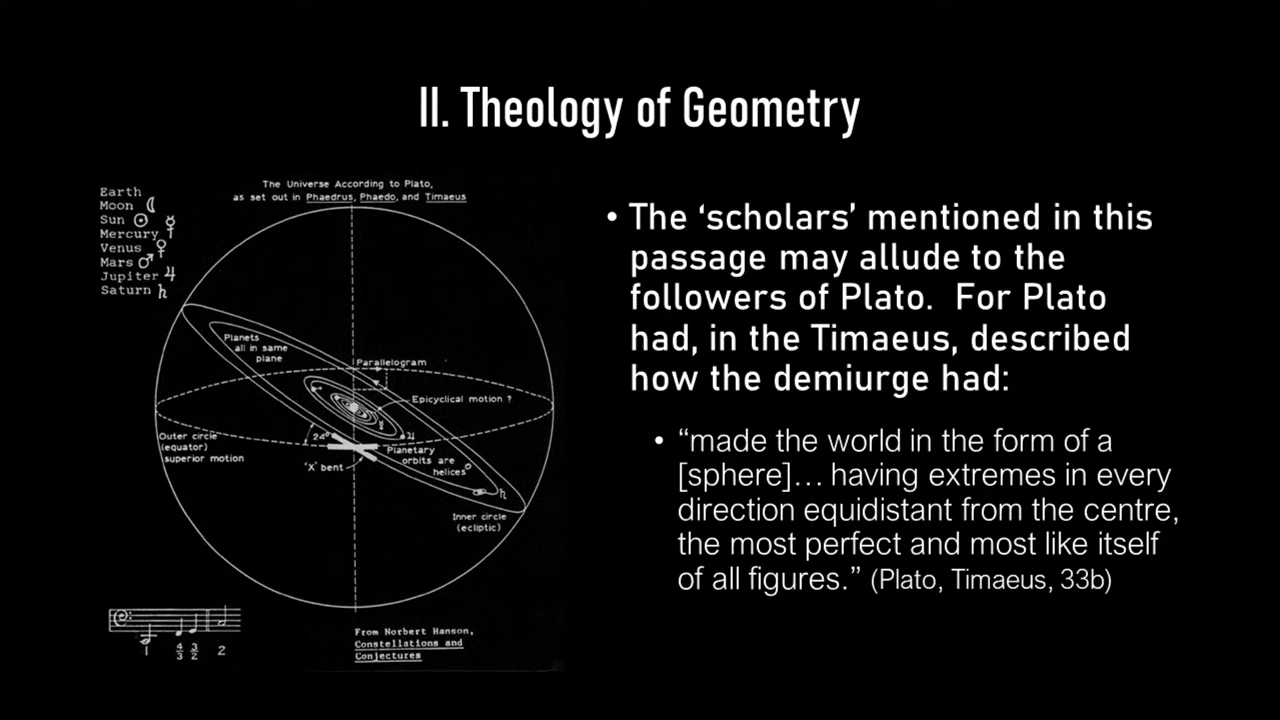 II. Theology of Geometry
The Universe According to Plato,
as set out in Phaedrus, Phaedo, and Timaeus
Earth
Moon ☾
Sun ☉
Mercury ☿
Venus ♀
Mars ♂
Jupiter ♃
Saturn ♄
Planets
all in same
plane
Parallelogram
Epicyclical motion ?
Outer circle
(equator)
superior motion
24°
'X' bent
Planetary
orbits are
helices
Inner circle
(ecliptic)
1 4/3 3/2 2
From Norbert Hanson,
Constellations and
Conjectures
• The ‘scholars’ mentioned in this
passage may allude to the
followers of Plato. For Plato
had, in the Timaeus, described
how the demiurge had:
• “made the world in the form of a
[sphere]... having extremes in every
direction equidistant from the centre,
the most perfect and most like itself
of all figures.” (Plato, Timaeus, 33b)